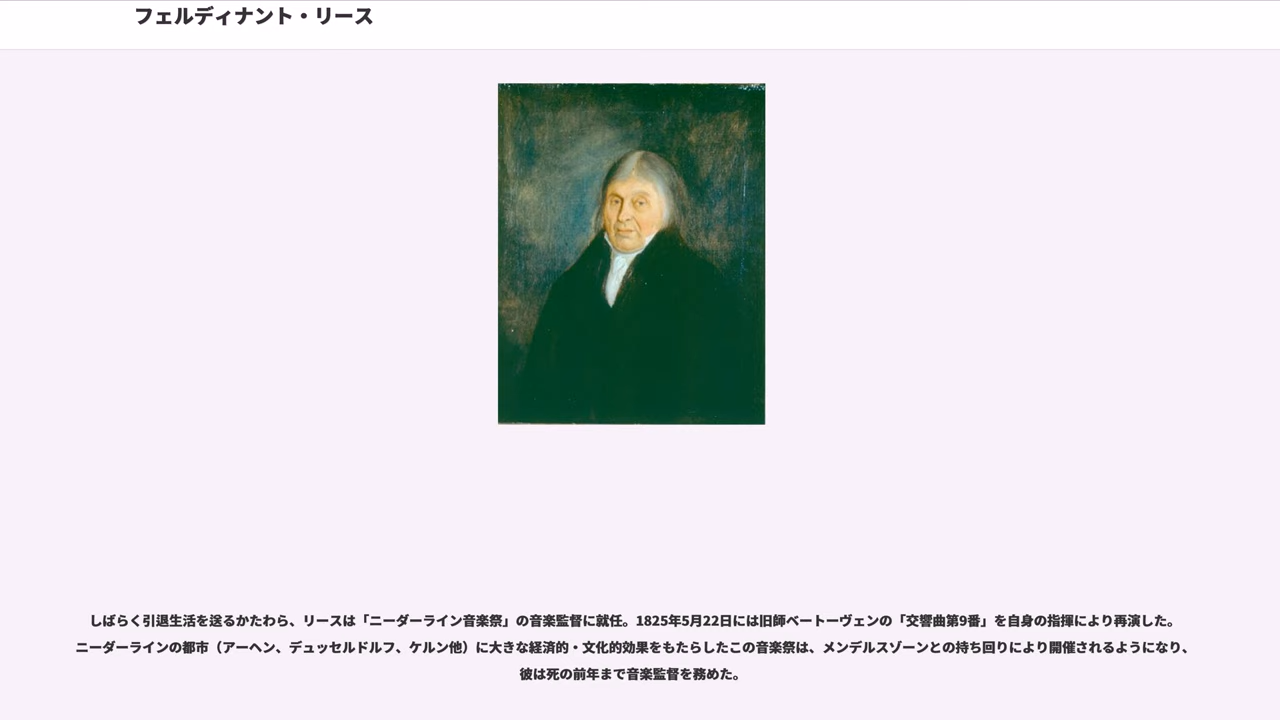 フェルディナント・リース
しばらく引退生活を送るかたわら、リースは「ニーダーライン音楽祭」の音楽監督に就任。1825年5月22日には旧師ベートーヴェンの「交響曲第9番」を自身の指揮により再演した。
ニーダーラインの都市（アーヘン、デュッセルドルフ、ケルン他）に大きな経済的・文化的効果をもたらしたこの音楽祭は、メンデルスゾーンとの持ち回りにより開催されるようになり、
彼は死の前年まで音楽監督を務めた。